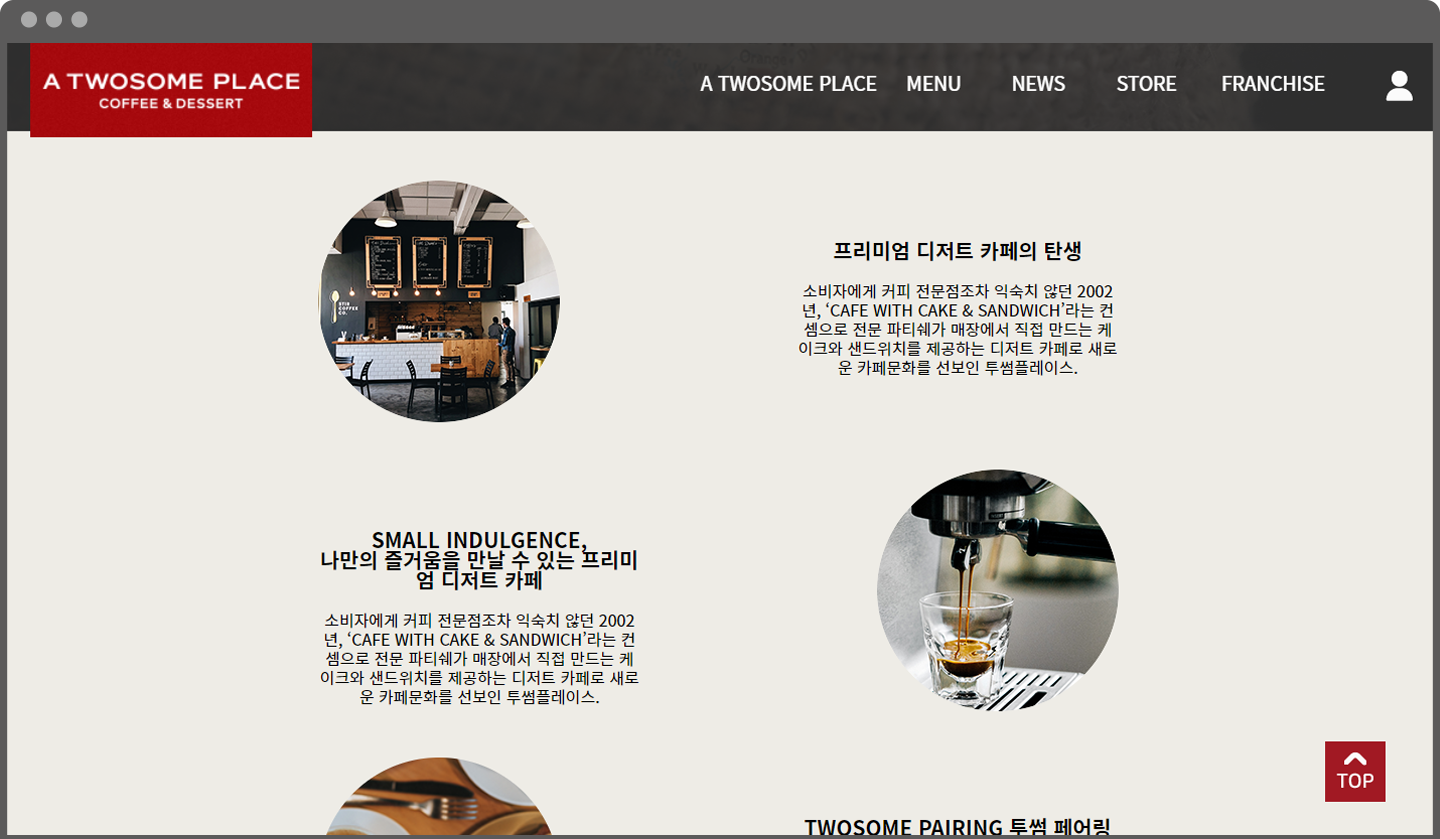 A TWOSOME PLACE
COFFEE & DESSERT
A TWOSOME PLACE MENU NEWS STORE FRANCHISE
프리미엄 디저트 카페의 탄생
소비자에게 커피 전문점조차 익숙치 않던 2002
년, ‘CAFE WITH CAKE & SANDWICH’라는 컨
셉으로 전문 파티쉐가 매장에서 직접 만드는 케
이크와 샌드위치를 제공하는 디저트 카페로 새로
운 카페문화를 선보인 투썸플레이스.
SMALL INDULGENCE,
나만의 즐거움을 만날 수 있는 프리미
엄 디저트 카페
소비자에게 커피 전문점조차 익숙치 않던 2002
년, ‘CAFE WITH CAKE & SANDWICH’라는 컨
셈으로 전문 파티쉐가 매장에서 직접 만드는 케
이크와 샌드위치를 제공하는 디저트 카페로 새로
운 카페문화를 선보인 투썸플레이스.
TOP
TWOSOME PAIRING 투썸 페어링